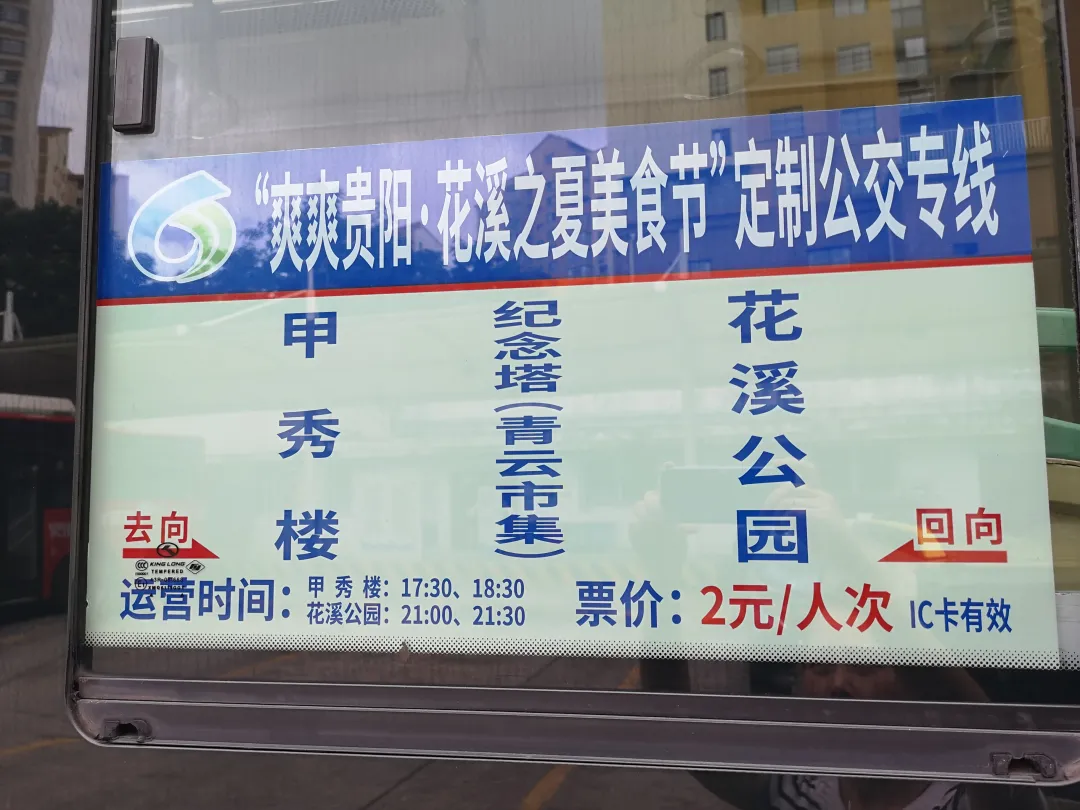 “爽爽贵阳·花溪之夏美食节”定制公交专线
甲秀楼
纪念塔(青云市集)
花溪公园
去向
回向
KING LONG
TEMPERED
运营时间：
甲秀楼：17:30、18:30
花溪公园：21:00、21:30
票价：2元/人次 IC卡有效